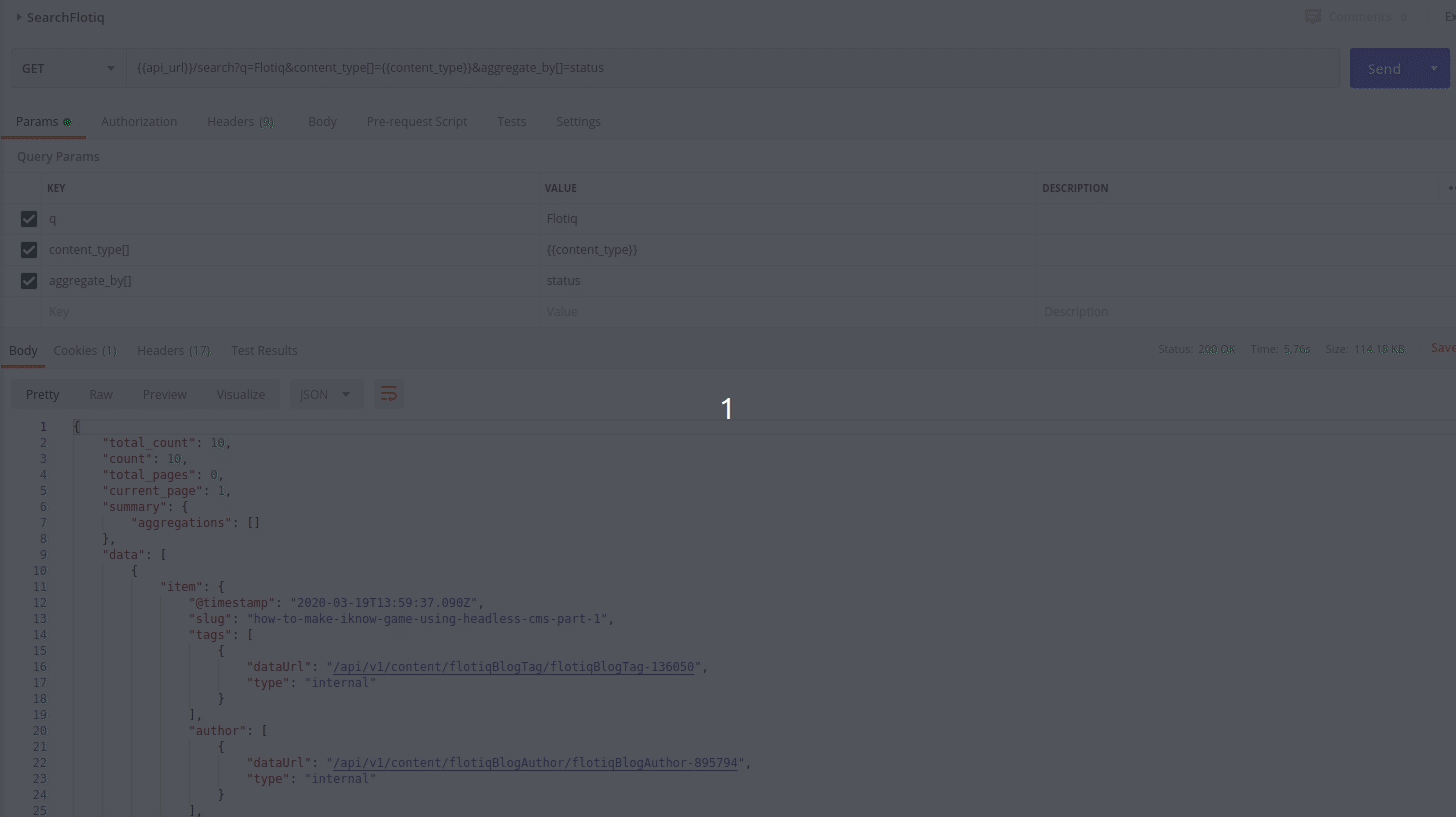 SearchFlotiq
Comments 0 Ex
GET {{api_url}}/search?q=Flotiq&content_type[]={{content_type}}&aggregate_by[]=status Send
Params Authorization Headers (9) Body Pre-request Script Tests Settings
Query Params
KEY VALUE DESCRIPTION
q Flotiq
content_type[] {{content_type}}
aggregate_by[] status
Key Value Description
Body Cookies (1) Headers (17) Test Results Status: 200 OK Time: 5.76s Size: 114.18 KB Save
Pretty Raw Preview Visualize JSON
1
1 {
2 "total_count": 10,
3 "count": 10,
4 "total_pages": 0,
5 "current_page": 1,
6 "summary": {
7 "aggregations": []
8 },
9 "data": [
10 {
11 "item": {
12 "@timestamp": "2020-03-19T13:59:37.090Z",
13 "slug": "how-to-make-iknow-game-using-headless-cms-part-1",
14 "tags": [
15 {
16 "dataUrl": "/api/v1/content/flotiqBlogTag/flotiqBlogTag-136050",
17 "type": "internal"
18 }
19 ],
20 "author": [
21 {
22 "dataUrl": "/api/v1/content/flotiqBlogAuthor/flotiqBlogAuthor-895794",
23 "type": "internal"
24 }
25 ],